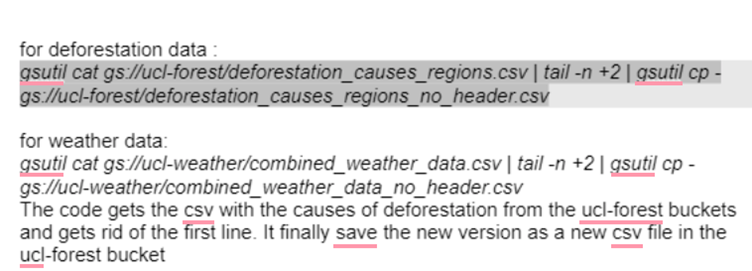 for deforestation data :
gsutil cat gs://ucl-forest/deforestation_causes_regions.csv | tail -n +2 | gsutil cp -
gs://ucl-forest/deforestation_causes_regions_no_header.csv
for weather data:
gsutil cat gs://ucl-weather/combined_weather_data.csv | tail -n +2 | gsutil cp -
gs://ucl-weather/combined_weather_data_no_header.csv
The code gets the csv with the causes of deforestation from the ucl-forest buckets
and gets rid of the first line. It finally save the new version as a new csv file in the
ucl-forest bucket